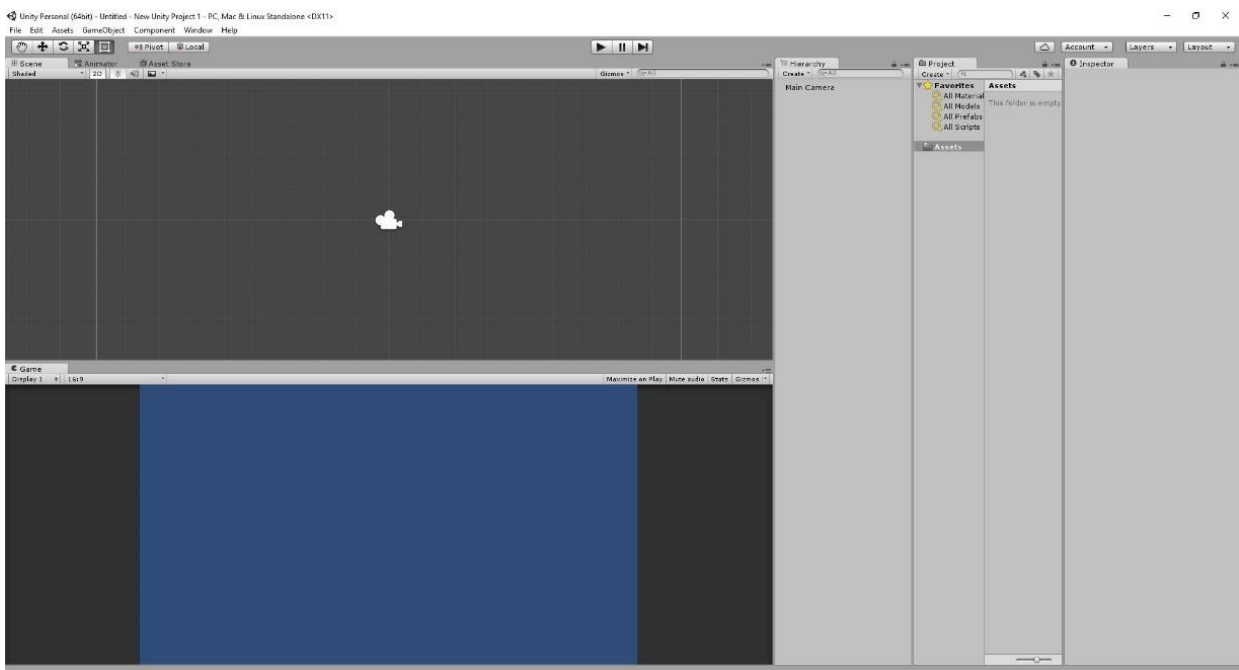 Unity Personal (64bit) - Untitled - New Unity Project 1 - PC, Mac & Linux Standalone <DX11>
File Edit Assets GameObject Component Window Help
Pivot Local Account Layers Layout
Scene Animator Asset Store Hierarchy Project Inspector
Shaded 2D Gizmos All Create All Create
Main Camera
Favorites Assets
All Material This folder is empty
All Models
All Prefabs
All Scripts
Assets
Game
Display 1 16:9 Maximize on Play Mute audio Stats Gizmos